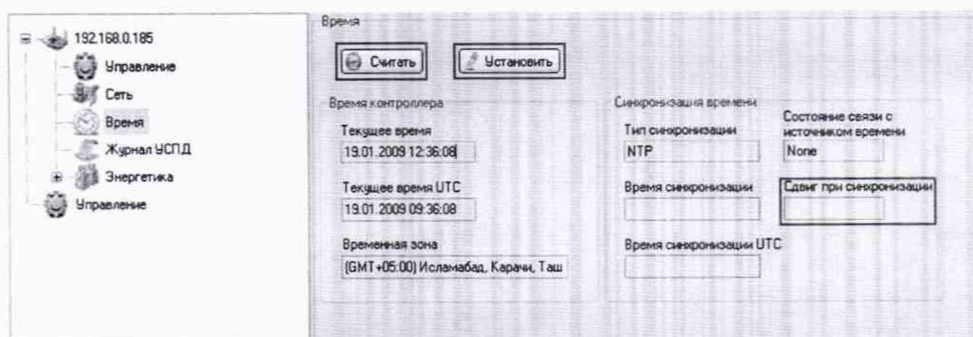 192.168.0.185
Управление
Сеть
Время
Журнал УСПД
Энергетика
Управление
Время
Считать
Установить
Время контроллера
Текущее время
19.01.2009 12:36:08
Текущее время UTC
19.01.2009 09:36:08
Временная зона
(GMT+05:00) Исламабад, Карачи, Таш
Синхронизация времени
Тип синхронизации
NTP
Состояние связи с
источником времени
None
Время синхронизации
Сдвиг при синхронизации
Время синхронизации UTC